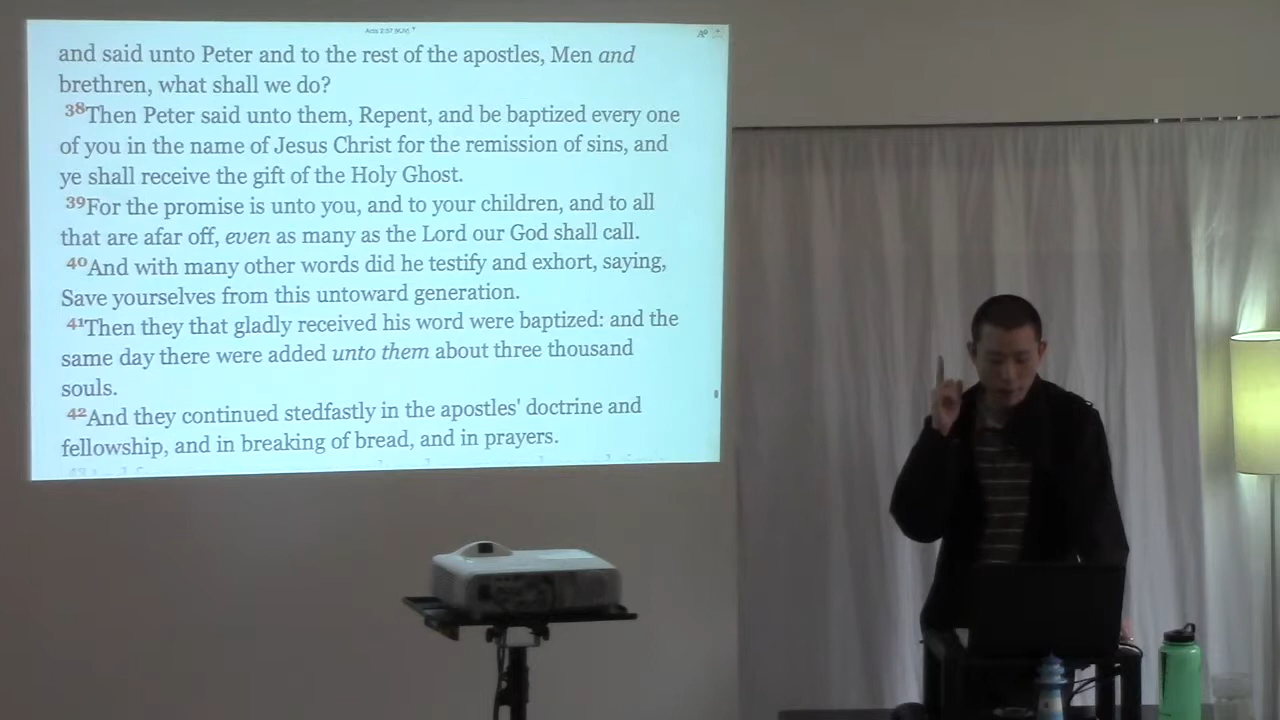 Acts 2:37 (KJV)
and said unto Peter and to the rest of the apostles, Men and
brethren, what shall we do?
38Then Peter said unto them, Repent, and be baptized every one
of you in the name of Jesus Christ for the remission of sins, and
ye shall receive the gift of the Holy Ghost.
39For the promise is unto you, and to your children, and to all
that are afar off, even as many as the Lord our God shall call.
40And with many other words did he testify and exhort, saying,
Save yourselves from this untoward generation.
41Then they that gladly received his word were baptized: and the
same day there were added unto them about three thousand
souls.
42And they continued stedfastly in the apostles' doctrine and
fellowship, and in breaking of bread, and in prayers.